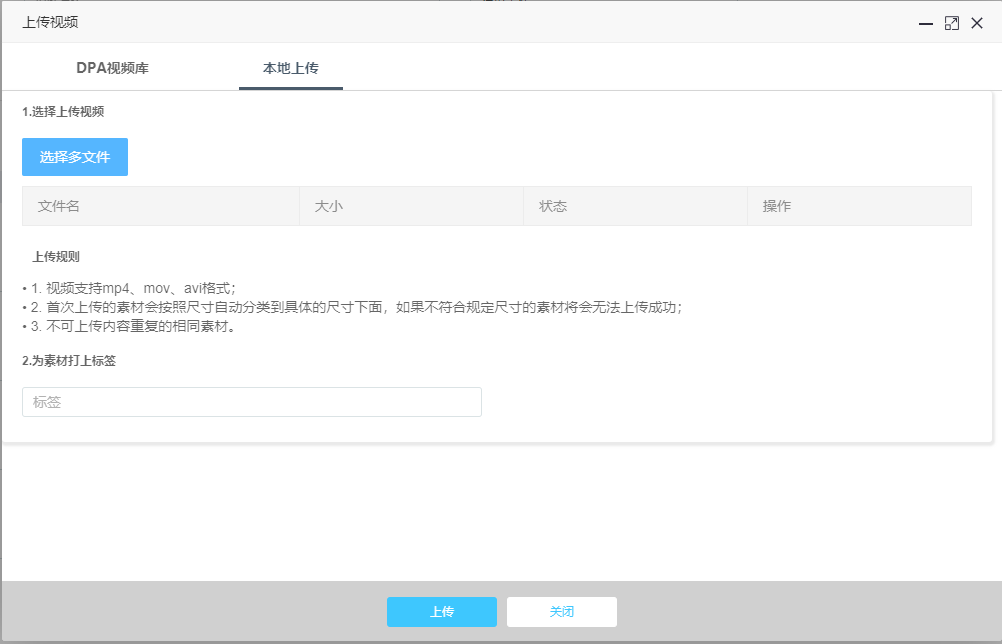 上传视频
DPA视频库 本地上传
1.选择上传视频
选择多文件
文件名 大小 状态 操作
上传规则
• 1. 视频支持mp4、mov、avi格式；
• 2. 首次上传的素材会按照尺寸自动分类到具体的尺寸下面，如果不符合规定尺寸的素材将会无法上传成功；
• 3. 不可上传内容重复的相同素材。
2.为素材打上标签
标签
上传 关闭